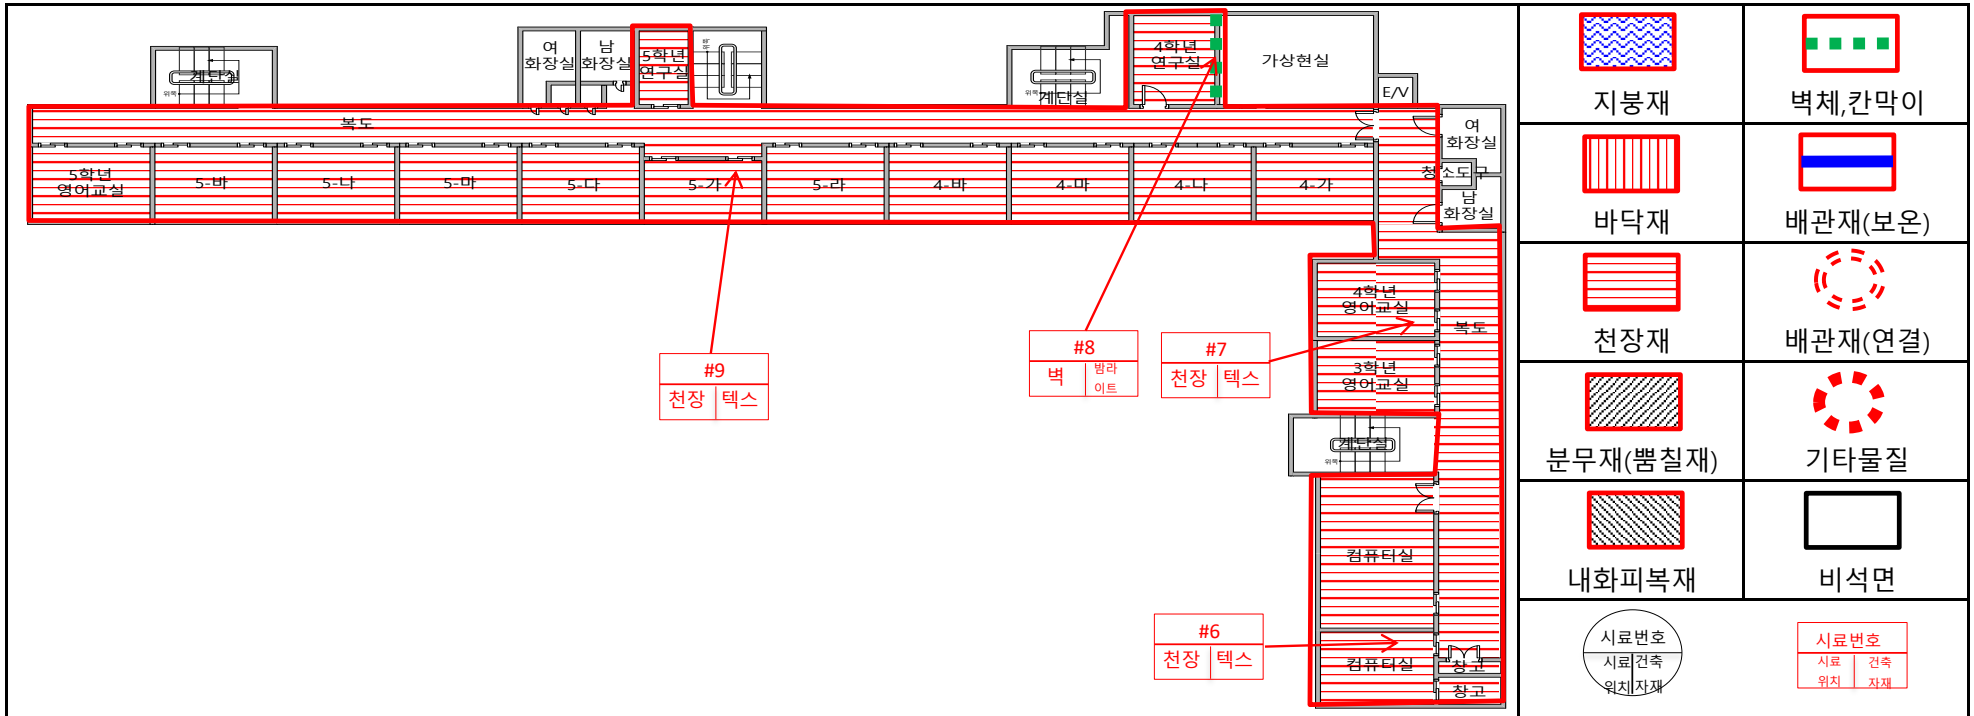 여
화장실
남
화장실
5학년
연구실
4학년
연구실
가상현실
계단실
위쪽
계단실
위쪽
E/V
복도
여
화장실
청소도구
남
화장실
5학년
영어교실
5-바
5-나
5-마
5-나
5-가
5-라
4-바
4-마
4-나
4-가
4학년
영어교실
복도
3학년
영어교실
계단실
위쪽
컴퓨터실
컴퓨터실
창고
창고
#9
천장 텍스
#8
벽 밤라
이트
#7
천장 텍스
#6
천장 텍스
지붕재
벽체,칸막이
바닥재
배관재(보온)
천장재
배관재(연결)
분무재(뿜칠재)
기타물질
내화피복재
비석면
시료번호
시료 건축
위치 자재
시료번호
시료 건축
위치 자재